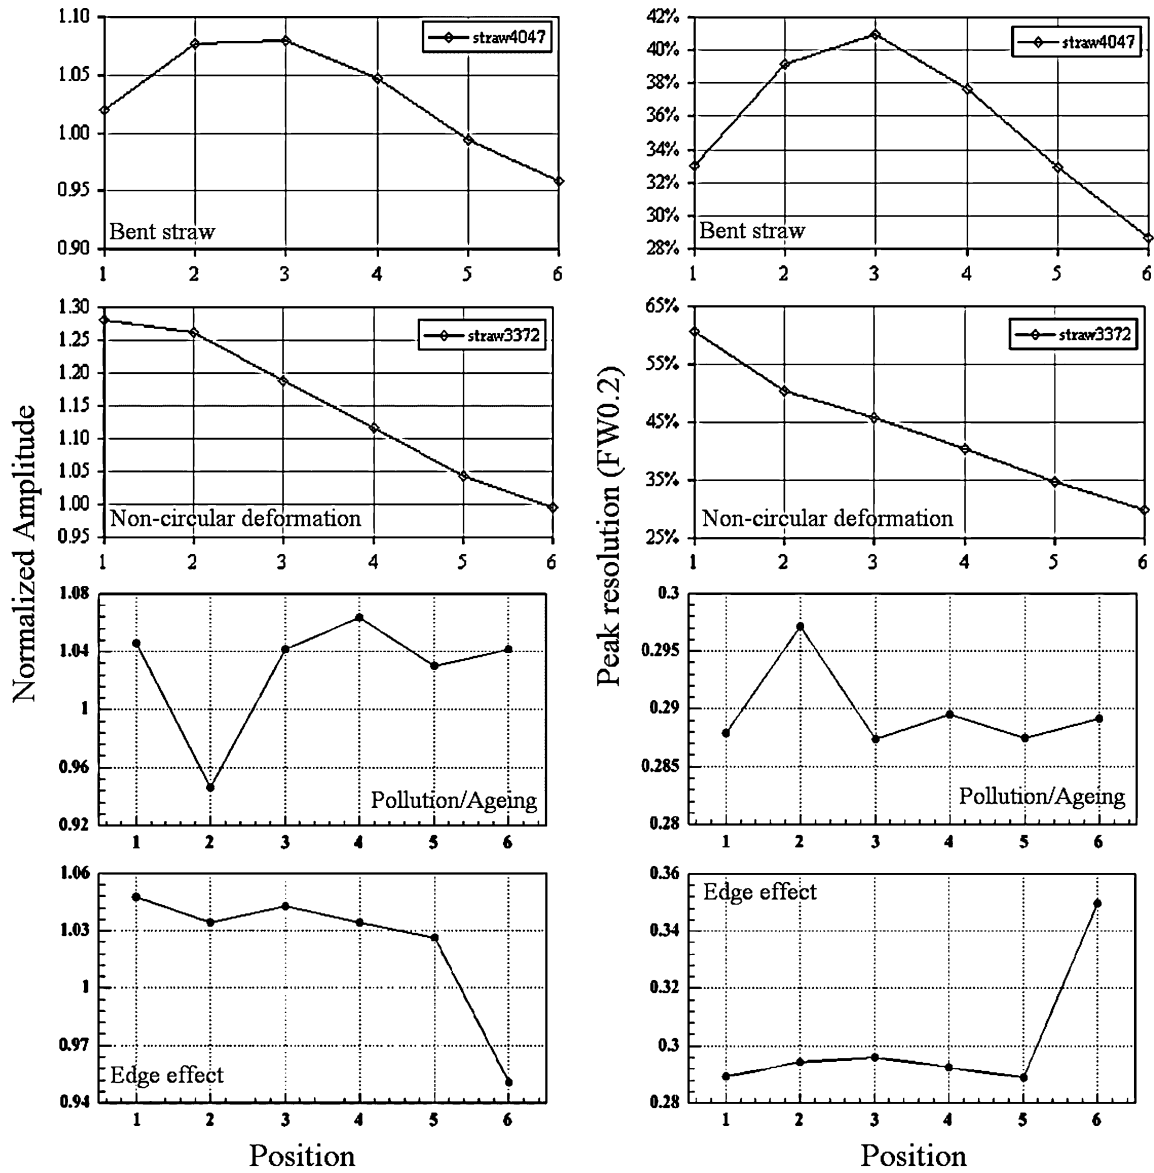 1.10
1.05
1.00
0.95
0.90
straw4047
Bent straw
1 2 3 4 5 6
42%
40%
38%
36%
34%
32%
30%
28%
straw4047
Bent straw
1 2 3 4 5 6
1.30
1.25
1.20
1.15
1.10
1.05
1.00
0.95
straw3372
Non-circular deformation
1 2 3 4 5 6
65%
55%
45%
35%
25%
straw3372
Non-circular deformation
1 2 3 4 5 6
Normalized Amplitude
Peak resolution (FW0.2)
1.08
1.04
1
0.96
0.92
Pollution/Ageing
1 2 3 4 5 6
0.3
0.295
0.29
0.285
0.28
Pollution/Ageing
1 2 3 4 5 6
1.06
1.03
1
0.97
0.94
Edge effect
1 2 3 4 5 6
Position
0.36
0.34
0.32
0.3
0.28
Edge effect
1 2 3 4 5 6
Position